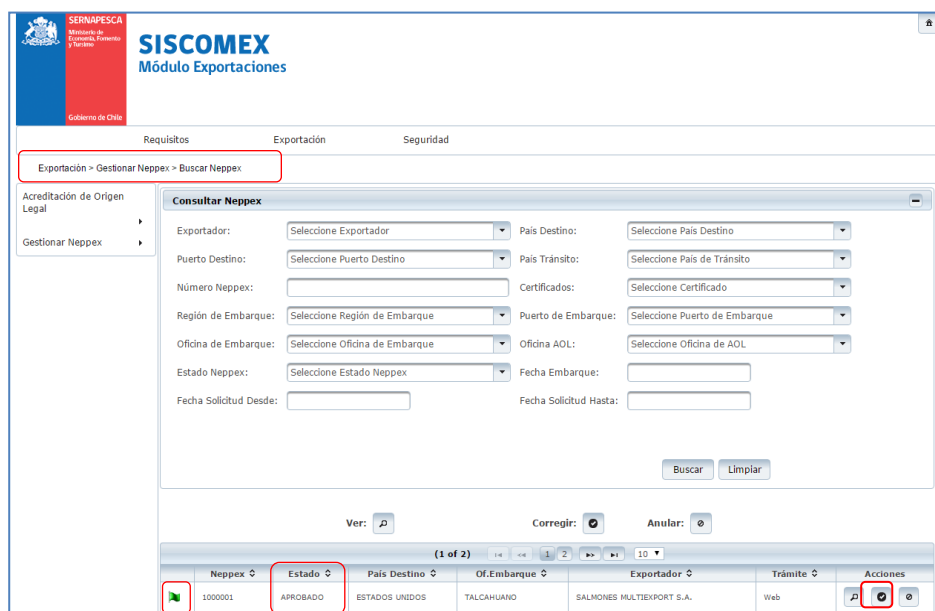 SERNAPESCA
Ministerio de
Economía, Fomento
y Turismo
Gobierno de Chile
SISCOMEX
Módulo Exportaciones
Requisitos Exportación Seguridad
Exportación > Gestionar Neppex > Buscar Neppex
Acreditación de Origen
Legal
Gestionar Neppex
Consultar Neppex
Exportador: Seleccione Exportador País Destino: Seleccione País Destino
Puerto Destino: Seleccione Puerto Destino País Tránsito: Seleccione País de Tránsito
Número Neppex: Certificados: Seleccione Certificado
Región de Embarque: Seleccione Región de Embarque Puerto de Embarque: Seleccione Puerto de Embarque
Oficina de Embarque: Seleccione Oficina de Embarque Oficina AOL: Seleccione Oficina de AOL
Estado Neppex: Seleccione Estado Neppex Fecha Embarque:
Fecha Solicitud Desde: Fecha Solicitud Hasta:
Buscar Limpiar
Ver: Corregir: Anular:
(1 of 2) 1 2 10
Neppex Estado País Destino Of.Embarque Exportador Trámite Acciones
1000001 APROBADO ESTADOS UNIDOS TALCAHUANO SALMONES MULTIEXPORT S.A. Web